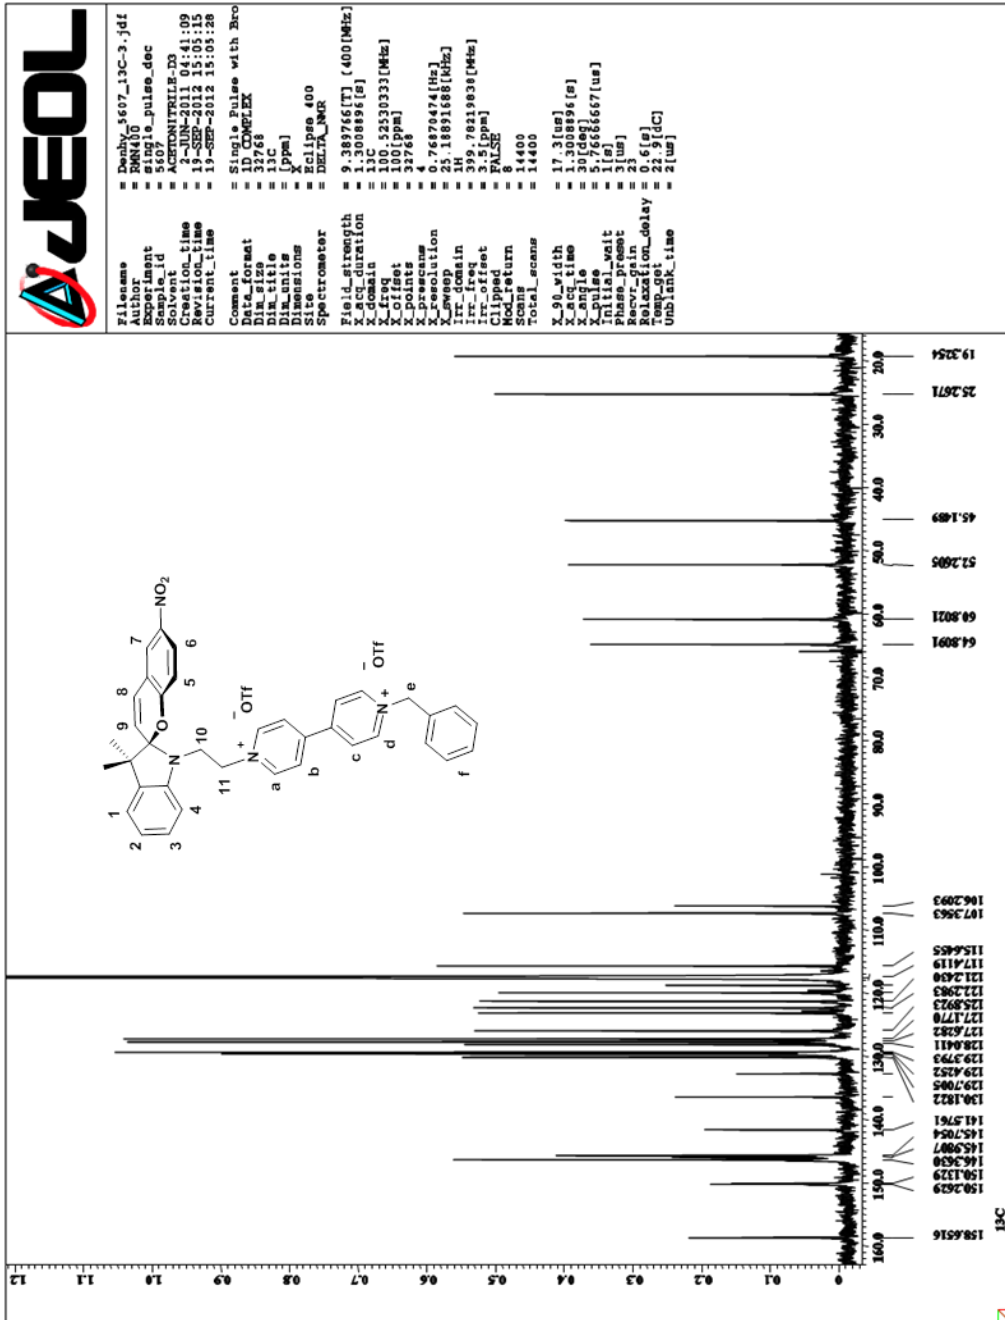 JEOL
Filename = Denhy_5607_13C-3.jdf
Author = RMN400
Experiment = single_pulse_dec
Sample_id = 5607
Solvent = ACETONITRILE-D3
Creation_time = 2-JUN-2011 04:41:09
Revision_time = 19-SEP-2012 15:05:15
Current_time = 19-SEP-2012 15:05:28
Comment = Single Pulse with Bro
Data_format = 1D COMPLEX
Dim_size = 32768
Dim_title = 13C
Dim_units = [ppm]
Dimensions = X
Site = Eclipse 400
Spectrometer = DELTA_NMR
Field_strength = 9.389766[T] (400[MHz]
X_acq_duration = 1.3008896[s]
X_domain = 13C
X_freq = 100.52530333[MHz]
X_offset = 100[ppm]
X_points = 32768
X_prescans = 4
X_resolution = 0.76870474[Hz]
X_sweep = 25.18891688[kHz]
Irr_domain = 1H
Irr_freq = 399.78219838[MHz]
Irr_offset = 3.5[ppm]
Clipped = FALSE
Mod_return = 8
Scans = 14400
Total_scans = 14400
X_90_width = 17.3[us]
X_acq_time = 1.3008896[s]
X_angle = 30[deg]
X_pulse = 5.76666667[us]
Initial_wait = 1[s]
Phase_preset = 3[us]
Recvr_gain = 23
Relaxation_delay = 0.6[s]
Temp_get = 22.9[dC]
Unblank_time = 2[us]
NO2
7
6
8
5
9
O
10
N
11
1
2
3
4
N
+
−OTf
a
b
c
d
N
+
−OTf
e
f
1.2
1.1
1.0
0.9
0.8
0.7
0.6
0.5
0.4
0.3
0.2
0.1
0
160.0
150.0
140.0
130.0
120.0
110.0
100.0
90.0
80.0
70.0
60.0
50.0
40.0
30.0
20.0
158.6516
150.2629
150.1329
146.3630
145.9807
145.7054
141.5761
130.1822
129.7005
129.4252
129.3793
128.0411
127.6282
127.1770
125.8923
122.2983
121.2430
117.4119
115.6455
107.3563
106.2093
64.8091
60.8021
52.2605
45.1489
25.2671
19.3254
13C